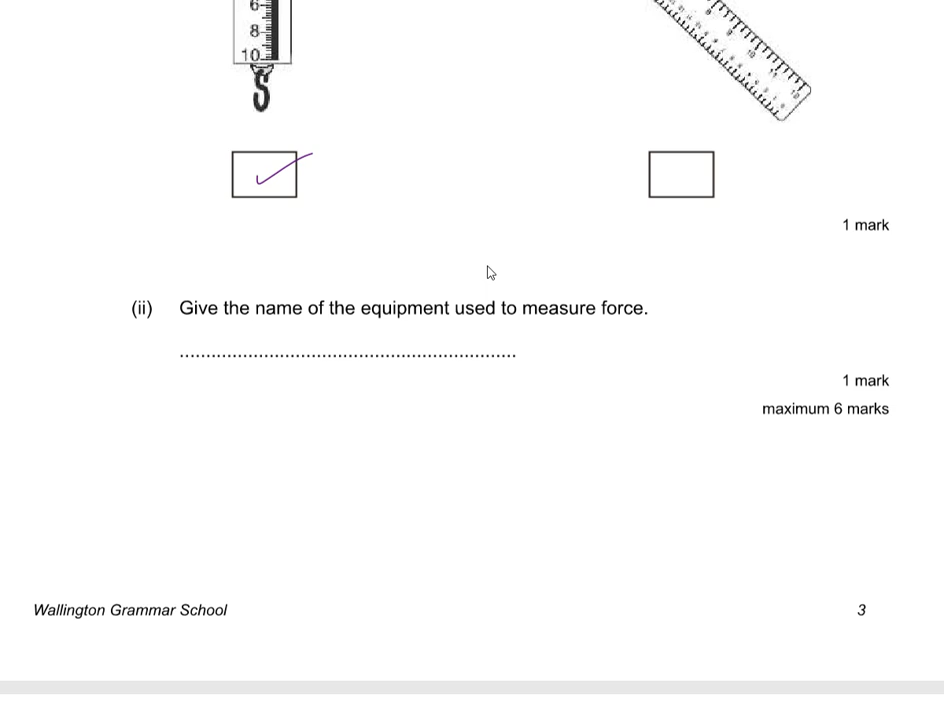 6
8
10
1 mark
(ii) Give the name of the equipment used to measure force.
................................................................
1 mark
maximum 6 marks
Wallington Grammar School 3